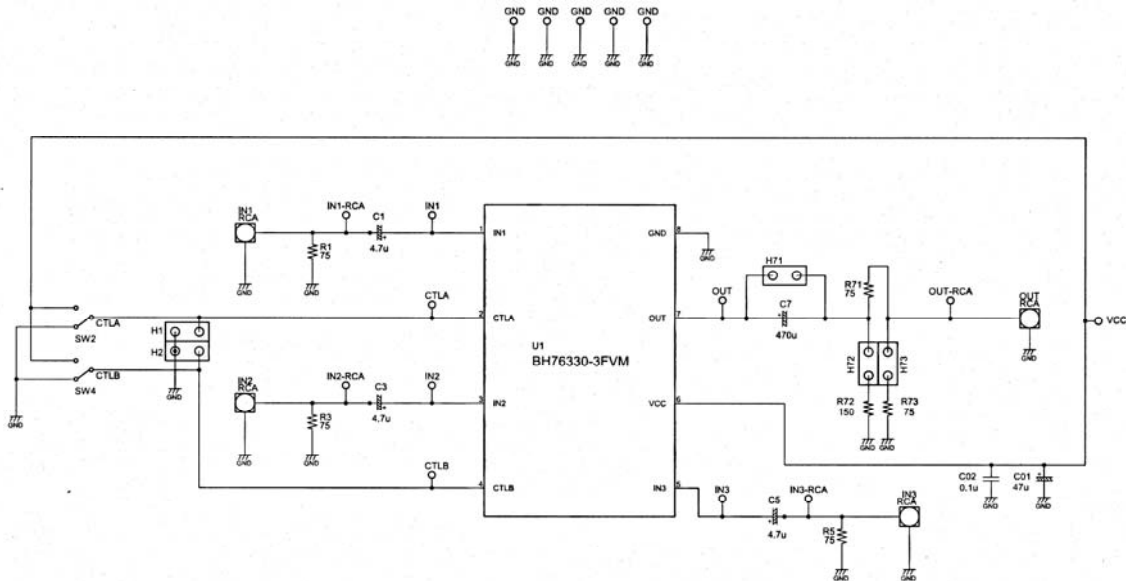 GND GND GND GND GND
GND GND GND GND GND
IN1
RCA
IN1-RCA
C1
4.7u
IN1
R1
75
GND
GND
1
IN1
GND
8
GND
H71
CTLA
SW2
CTLA
H1
H2
2
CTLA
U1
BH76330-3FVM
OUT
7
OUT
C7
470u
R71
75
OUT-RCA
OUT
RCA
GND
VCC
CTLB
SW4
GND
GND
IN2
RCA
IN2-RCA
C3
4.7u
IN2
R3
75
GND
GND
3
IN2
VCC
6
H72
H73
R72
150
R73
75
GND
GND
CTLB
4
CTLB
IN3
5
IN3
C5
4.7u
IN3-RCA
R5
75
GND
IN3
RCA
GND
C02
0.1u
GND
C01
47u
GND